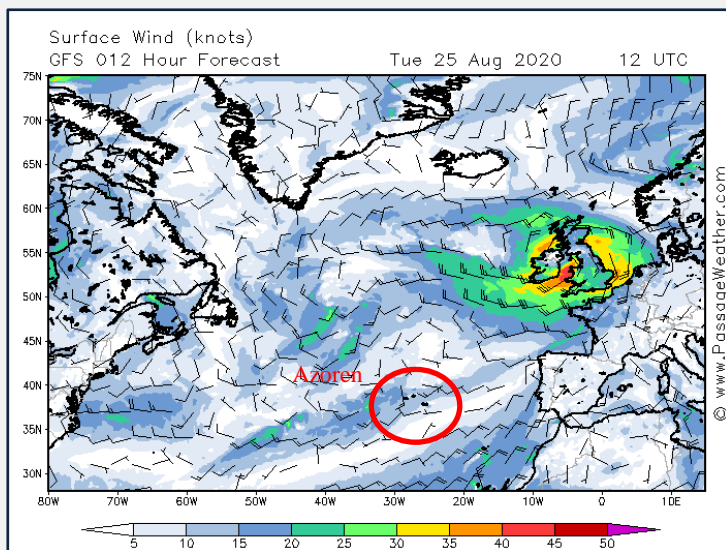 Surface Wind (knots)
GFS 012 Hour Forecast Tue 25 Aug 2020 12 UTC
75N
70N
65N
60N
55N
50N
45N
40N
35N
30N
Azoren
80W 70W 60W 50W 40W 30W 20W 10W 0 10E
5 10 15 20 25 30 35 40 45 50
© www.PassageWeather.com